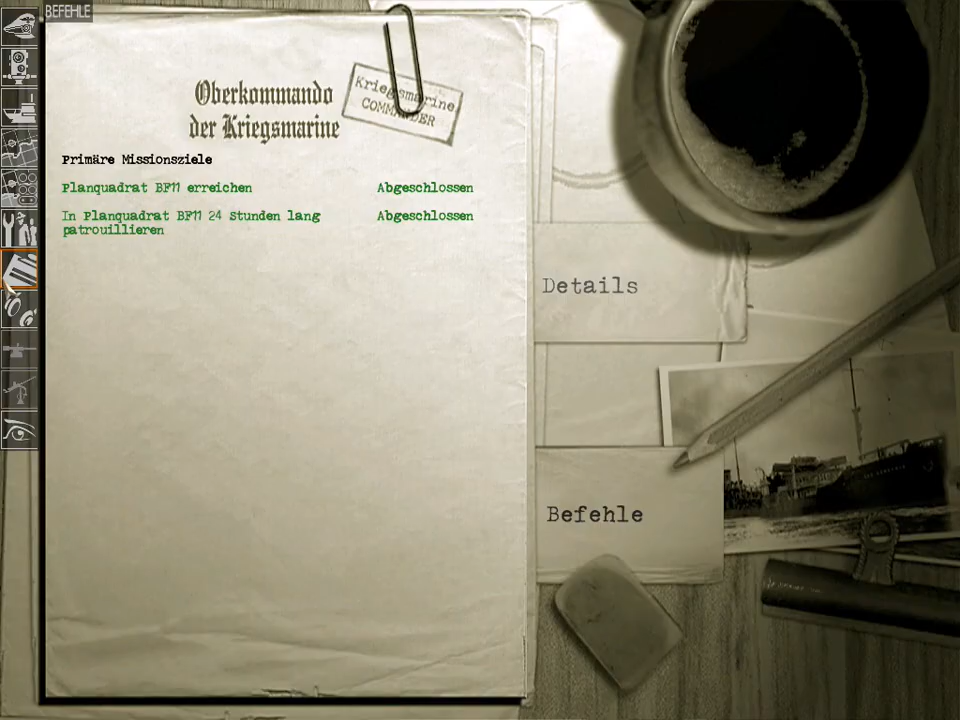 BEFEHLE
Oberkommando
der Kriegsmarine
Kriegsmarine
COMMANDER
Primäre Missionsziele
Planquadrat BF11 erreichen Abgeschlossen
In Planquadrat BF11 24 Stunden lang Abgeschlossen
patrouillieren
Details
Befehle